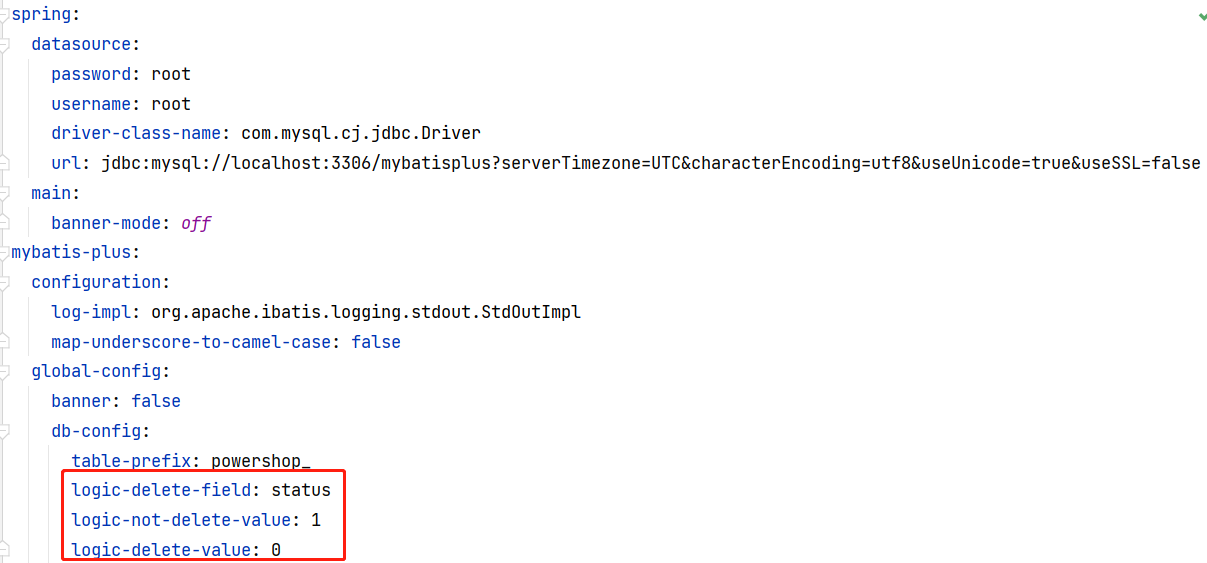 spring:
  datasource:
    password: root
    username: root
    driver-class-name: com.mysql.cj.jdbc.Driver
    url: jdbc:mysql://localhost:3306/mybatisplus?serverTimezone=UTC&characterEncoding=utf8&useUnicode=true&useSSL=false
  main:
    banner-mode: off
mybatis-plus:
  configuration:
    log-impl: org.apache.ibatis.logging.stdout.StdOutImpl
    map-underscore-to-camel-case: false
  global-config:
    banner: false
    db-config:
      table-prefix: powershop_
      logic-delete-field: status
      logic-not-delete-value: 1
      logic-delete-value: 0